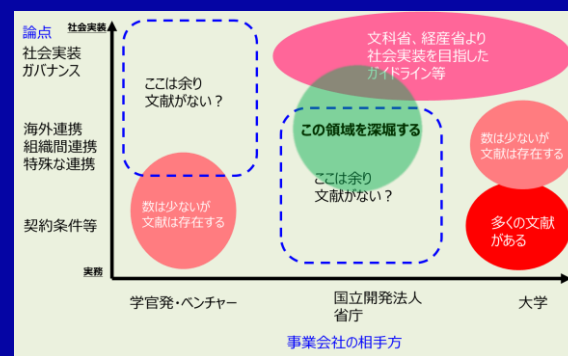 論点
社会実装
社会実装
ガバナンス
文科省、経産省より
社会実装を目指した
ガイドライン等
ここは余り
文献がない？
海外連携
組織間連携
特殊な連携
この領域を深堀する
数は少ないが
文献は存在する
ここは余り
文献がない？
数は少ないが
文献は存在する
契約条件等
多くの文献
がある
実務
学官発・ベンチャー
国立開発法人
省庁
大学
事業会社の相手方